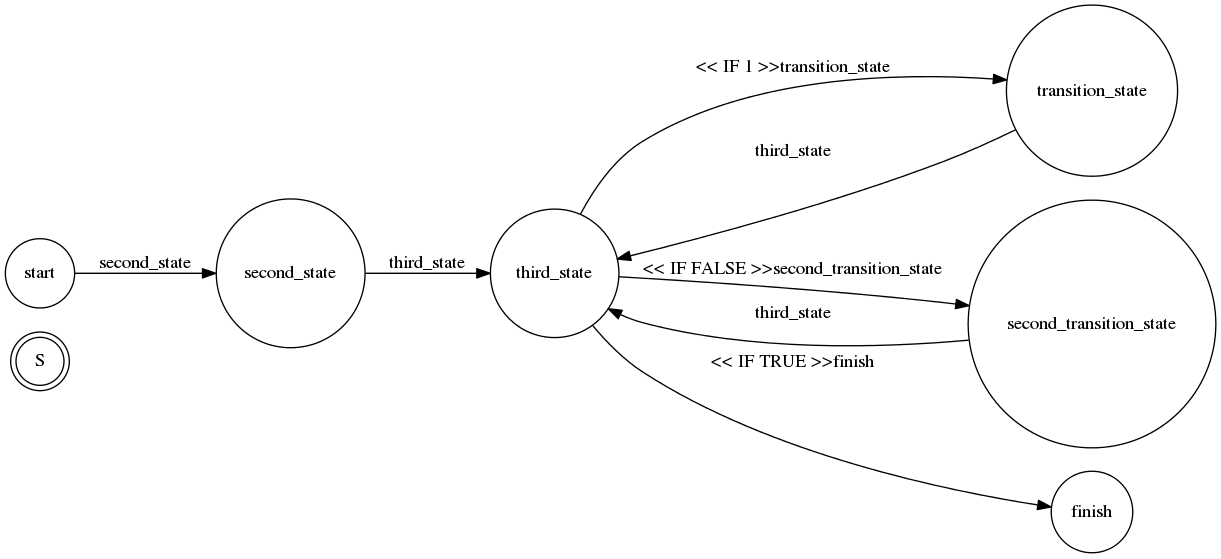 << IF 1 >>transition_state
transition_state
third_state
start
second_state
second_state
third_state
third_state
<< IF FALSE >>second_transition_state
third_state
second_transition_state
S
<< IF TRUE >>finish
finish